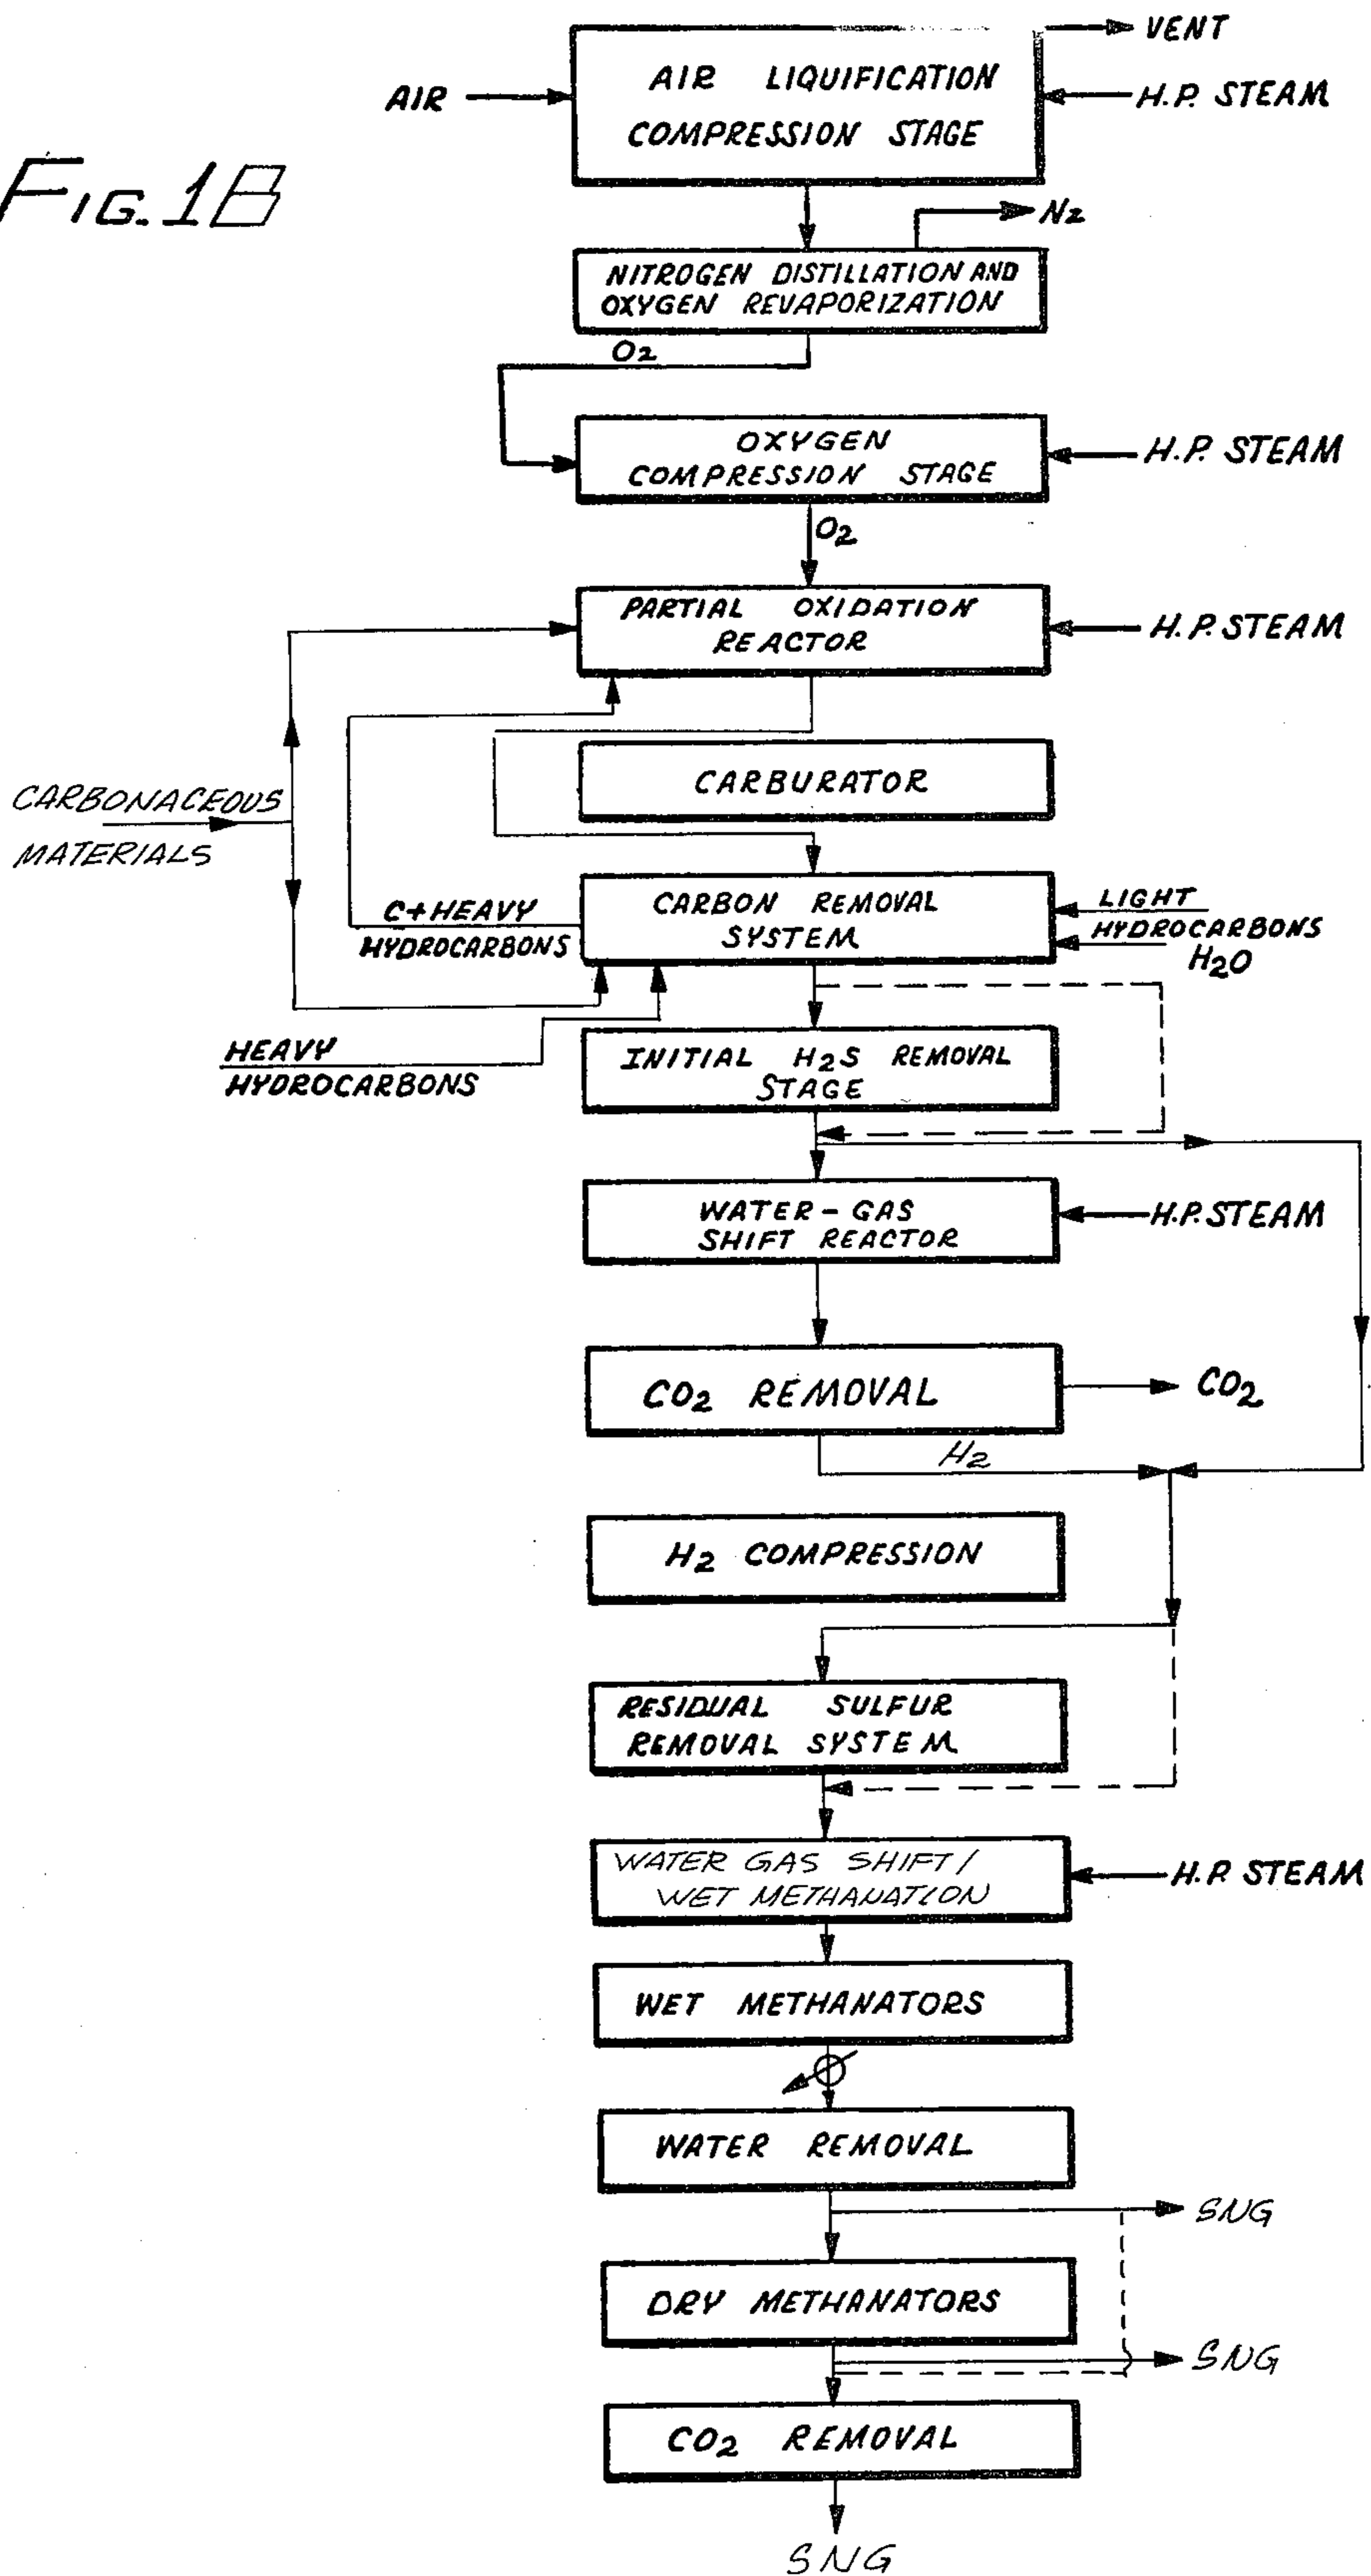 FIG. 1B
VENT
AIR
AIR LIQUIFICATION
COMPRESSION STAGE
H.P. STEAM
N2
NITROGEN DISTILLATION AND
OXYGEN REVAPORIZATION
O2
OXYGEN
COMPRESSION STAGE
H.P. STEAM
O2
PARTIAL OXIDATION
REACTOR
H.P. STEAM
CARBURATOR
CARBONACEOUS
MATERIALS
C+HEAVY
HYDROCARBONS
CARBON REMOVAL
SYSTEM
LIGHT
HYDROCARBONS
H2O
HEAVY
HYDROCARBONS
INITIAL H2S REMOVAL
STAGE
WATER-GAS
SHIFT REACTOR
H.P. STEAM
CO2 REMOVAL
CO2
H2
H2 COMPRESSION
RESIDUAL SULFUR
REMOVAL SYSTEM
WATER GAS SHIFT/
WET METHANATION
H.P. STEAM
WET METHANATORS
WATER REMOVAL
SNG
DRY METHANATORS
SNG
CO2 REMOVAL
SNG